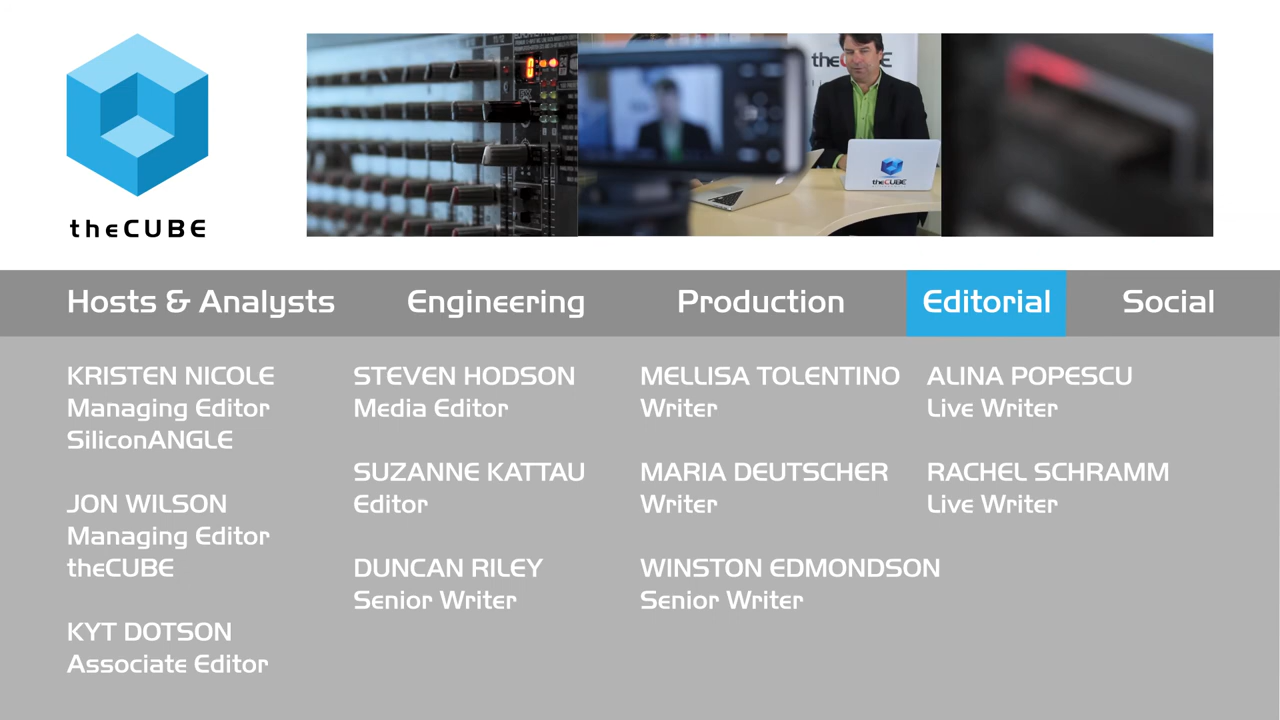 theCUBE
theCUBE
theCUBE
Hosts & Analysts
Engineering
Production
Editorial
Social
KRISTEN NICOLE
Managing Editor
SiliconANGLE
JON WILSON
Managing Editor
theCUBE
KYT DOTSON
Associate Editor
STEVEN HODSON
Media Editor
SUZANNE KATTAU
Editor
DUNCAN RILEY
Senior Writer
MELLISA TOLENTINO
Writer
MARIA DEUTSCHER
Writer
WINSTON EDMONDSON
Senior Writer
ALINA POPESCU
Live Writer
RACHEL SCHRAMM
Live Writer